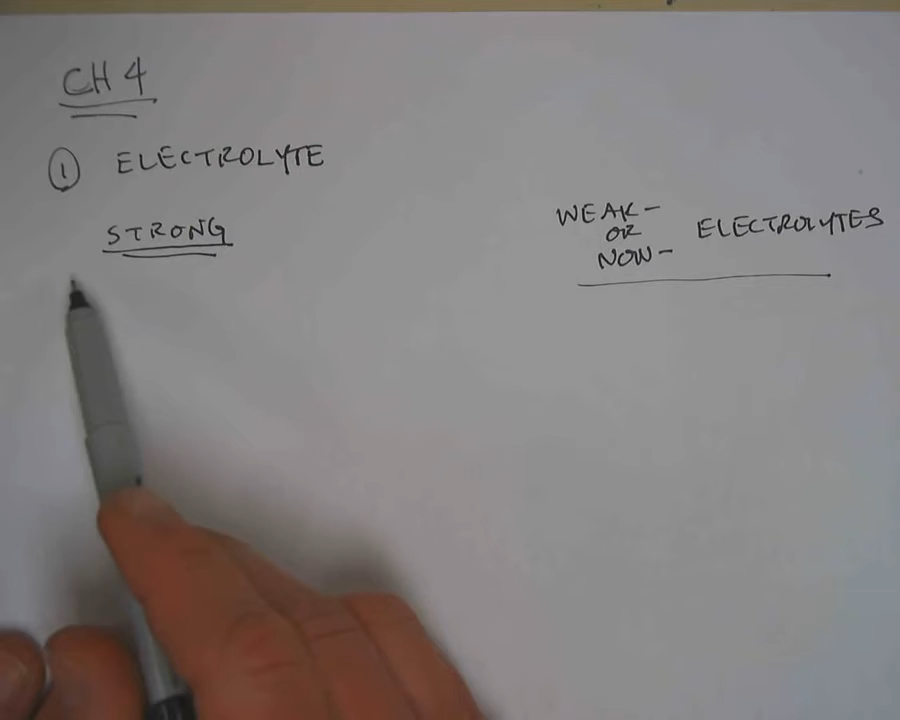 CH 4
1 ELECTROLYTE
STRONG
WEAK-
OR ELECTROLYTES
NON-